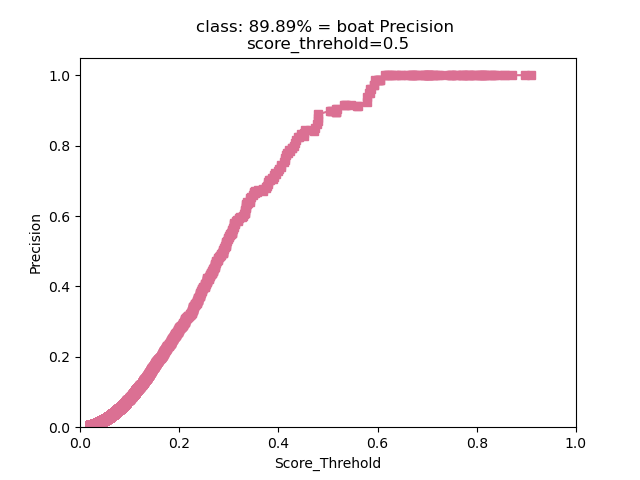 class: 89.89% = boat Precision
score_threhold=0.5
Precision
1.0
0.8
0.6
0.4
0.2
0.0
0.0 0.2 0.4 0.6 0.8 1.0
Score_Threhold